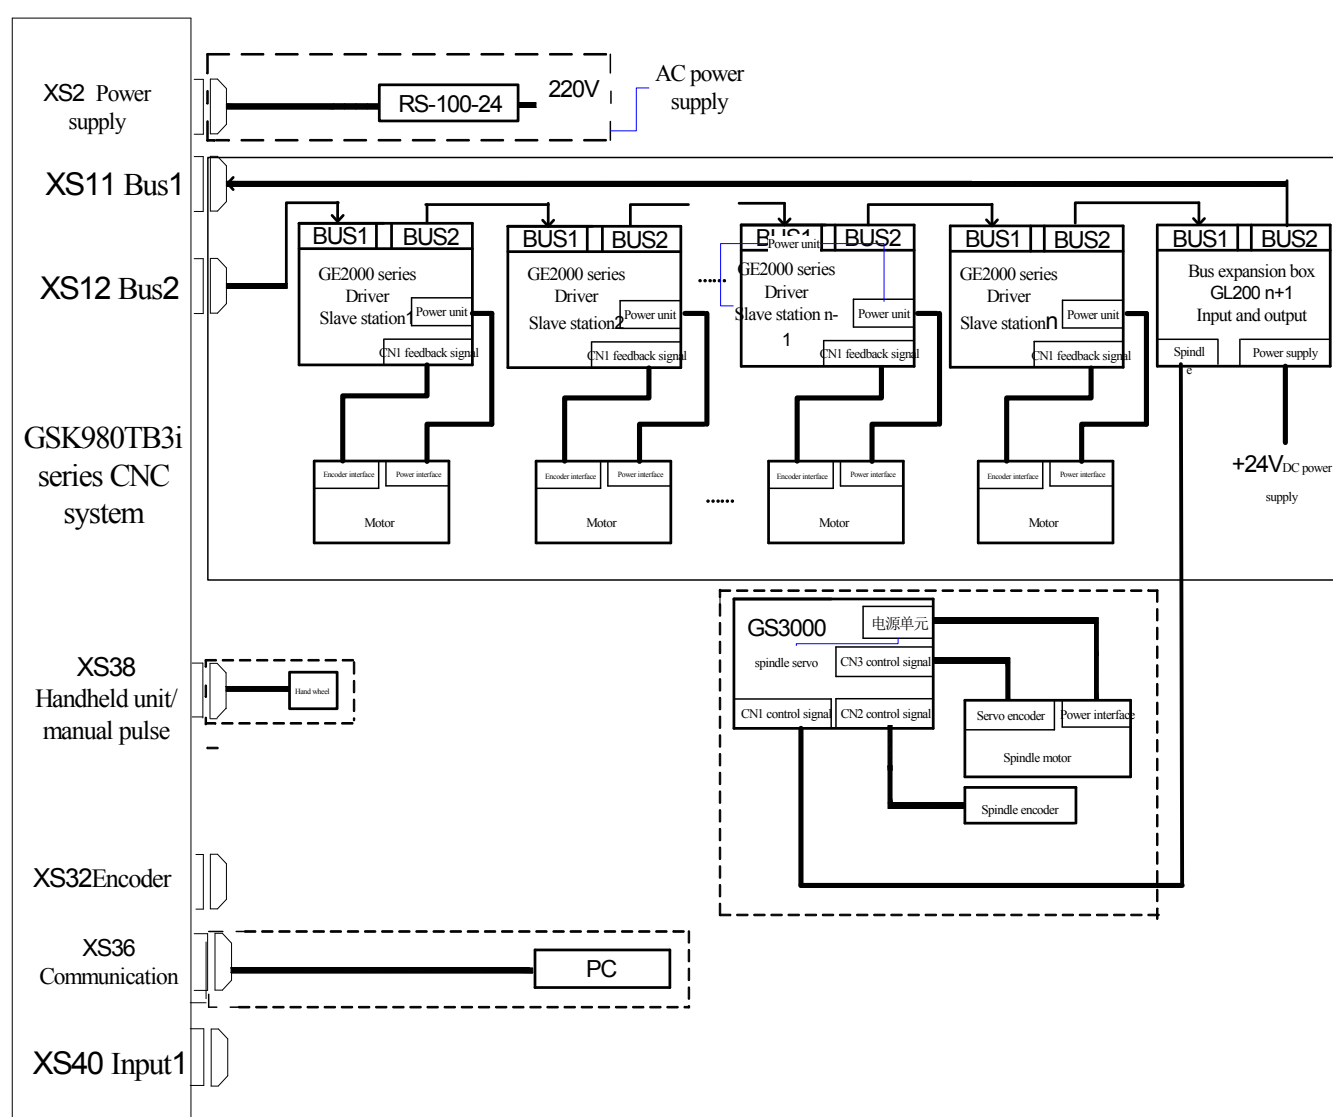 XS2 Power
supply
RS-100-24
220V
AC power
supply
XS11 Bus1
XS12 Bus2
BUS1 BUS2
GE2000 series
Driver
Slave station1
Power unit
CN1 feedback signal
BUS1 BUS2
GE2000 series
Driver
Slave station2
Power unit
CN1 feedback signal
......
BUS1 BUS2
Power unit
GE2000 series
Driver
Slave station n-
1
Power unit
CN1 feedback signal
BUS1 BUS2
GE2000 series
Driver
Slave stationn
Power unit
CN1 feedback signal
BUS1 BUS2
Bus expansion box
GL200 n+1
Input and output
Spindl
e
Power supply
GSK980TB3i
series CNC
system
Encoder interface Power interface
Motor
Encoder interface Power interface
Motor
......
Encoder interface Power interface
Motor
Encoder interface Power interface
Motor
+24VDC power
supply
GS3000
spindle servo
电源单元
CN3 control signal
CN1 control signal
CN2 control signal
Servo encoder
Power interface
Spindle motor
Spindle encoder
XS38
Handheld unit/
manual pulse
Hand wheel
XS32Encoder
XS36
Communication
PC
XS40 Input1